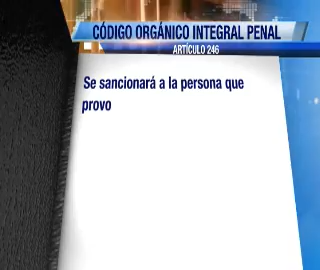 CÓDIGO ORGÁNICO INTEGRAL PENAL
ARTÍCULO 246
Se sancionará a la persona que
provo